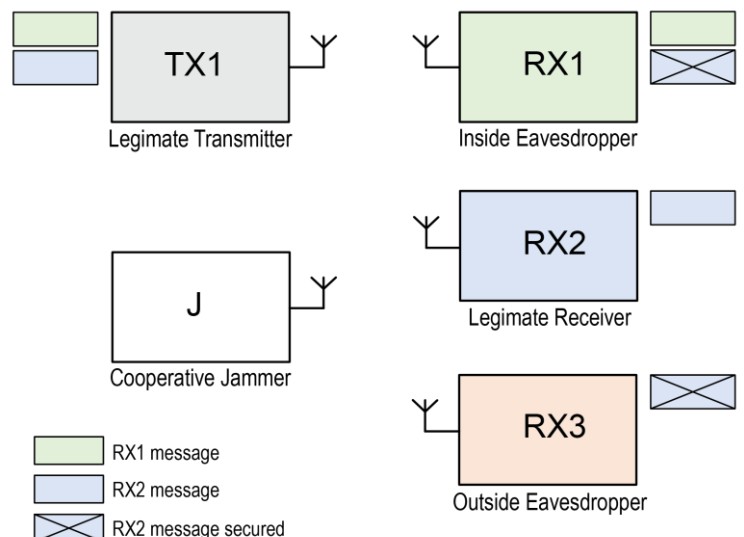 TX1
Legimate Transmitter
RX1
Inside Eavesdropper
RX2
Legimate Receiver
J
Cooperative Jammer
RX3
Outside Eavesdropper
RX1 message
RX2 message
RX2 message secured